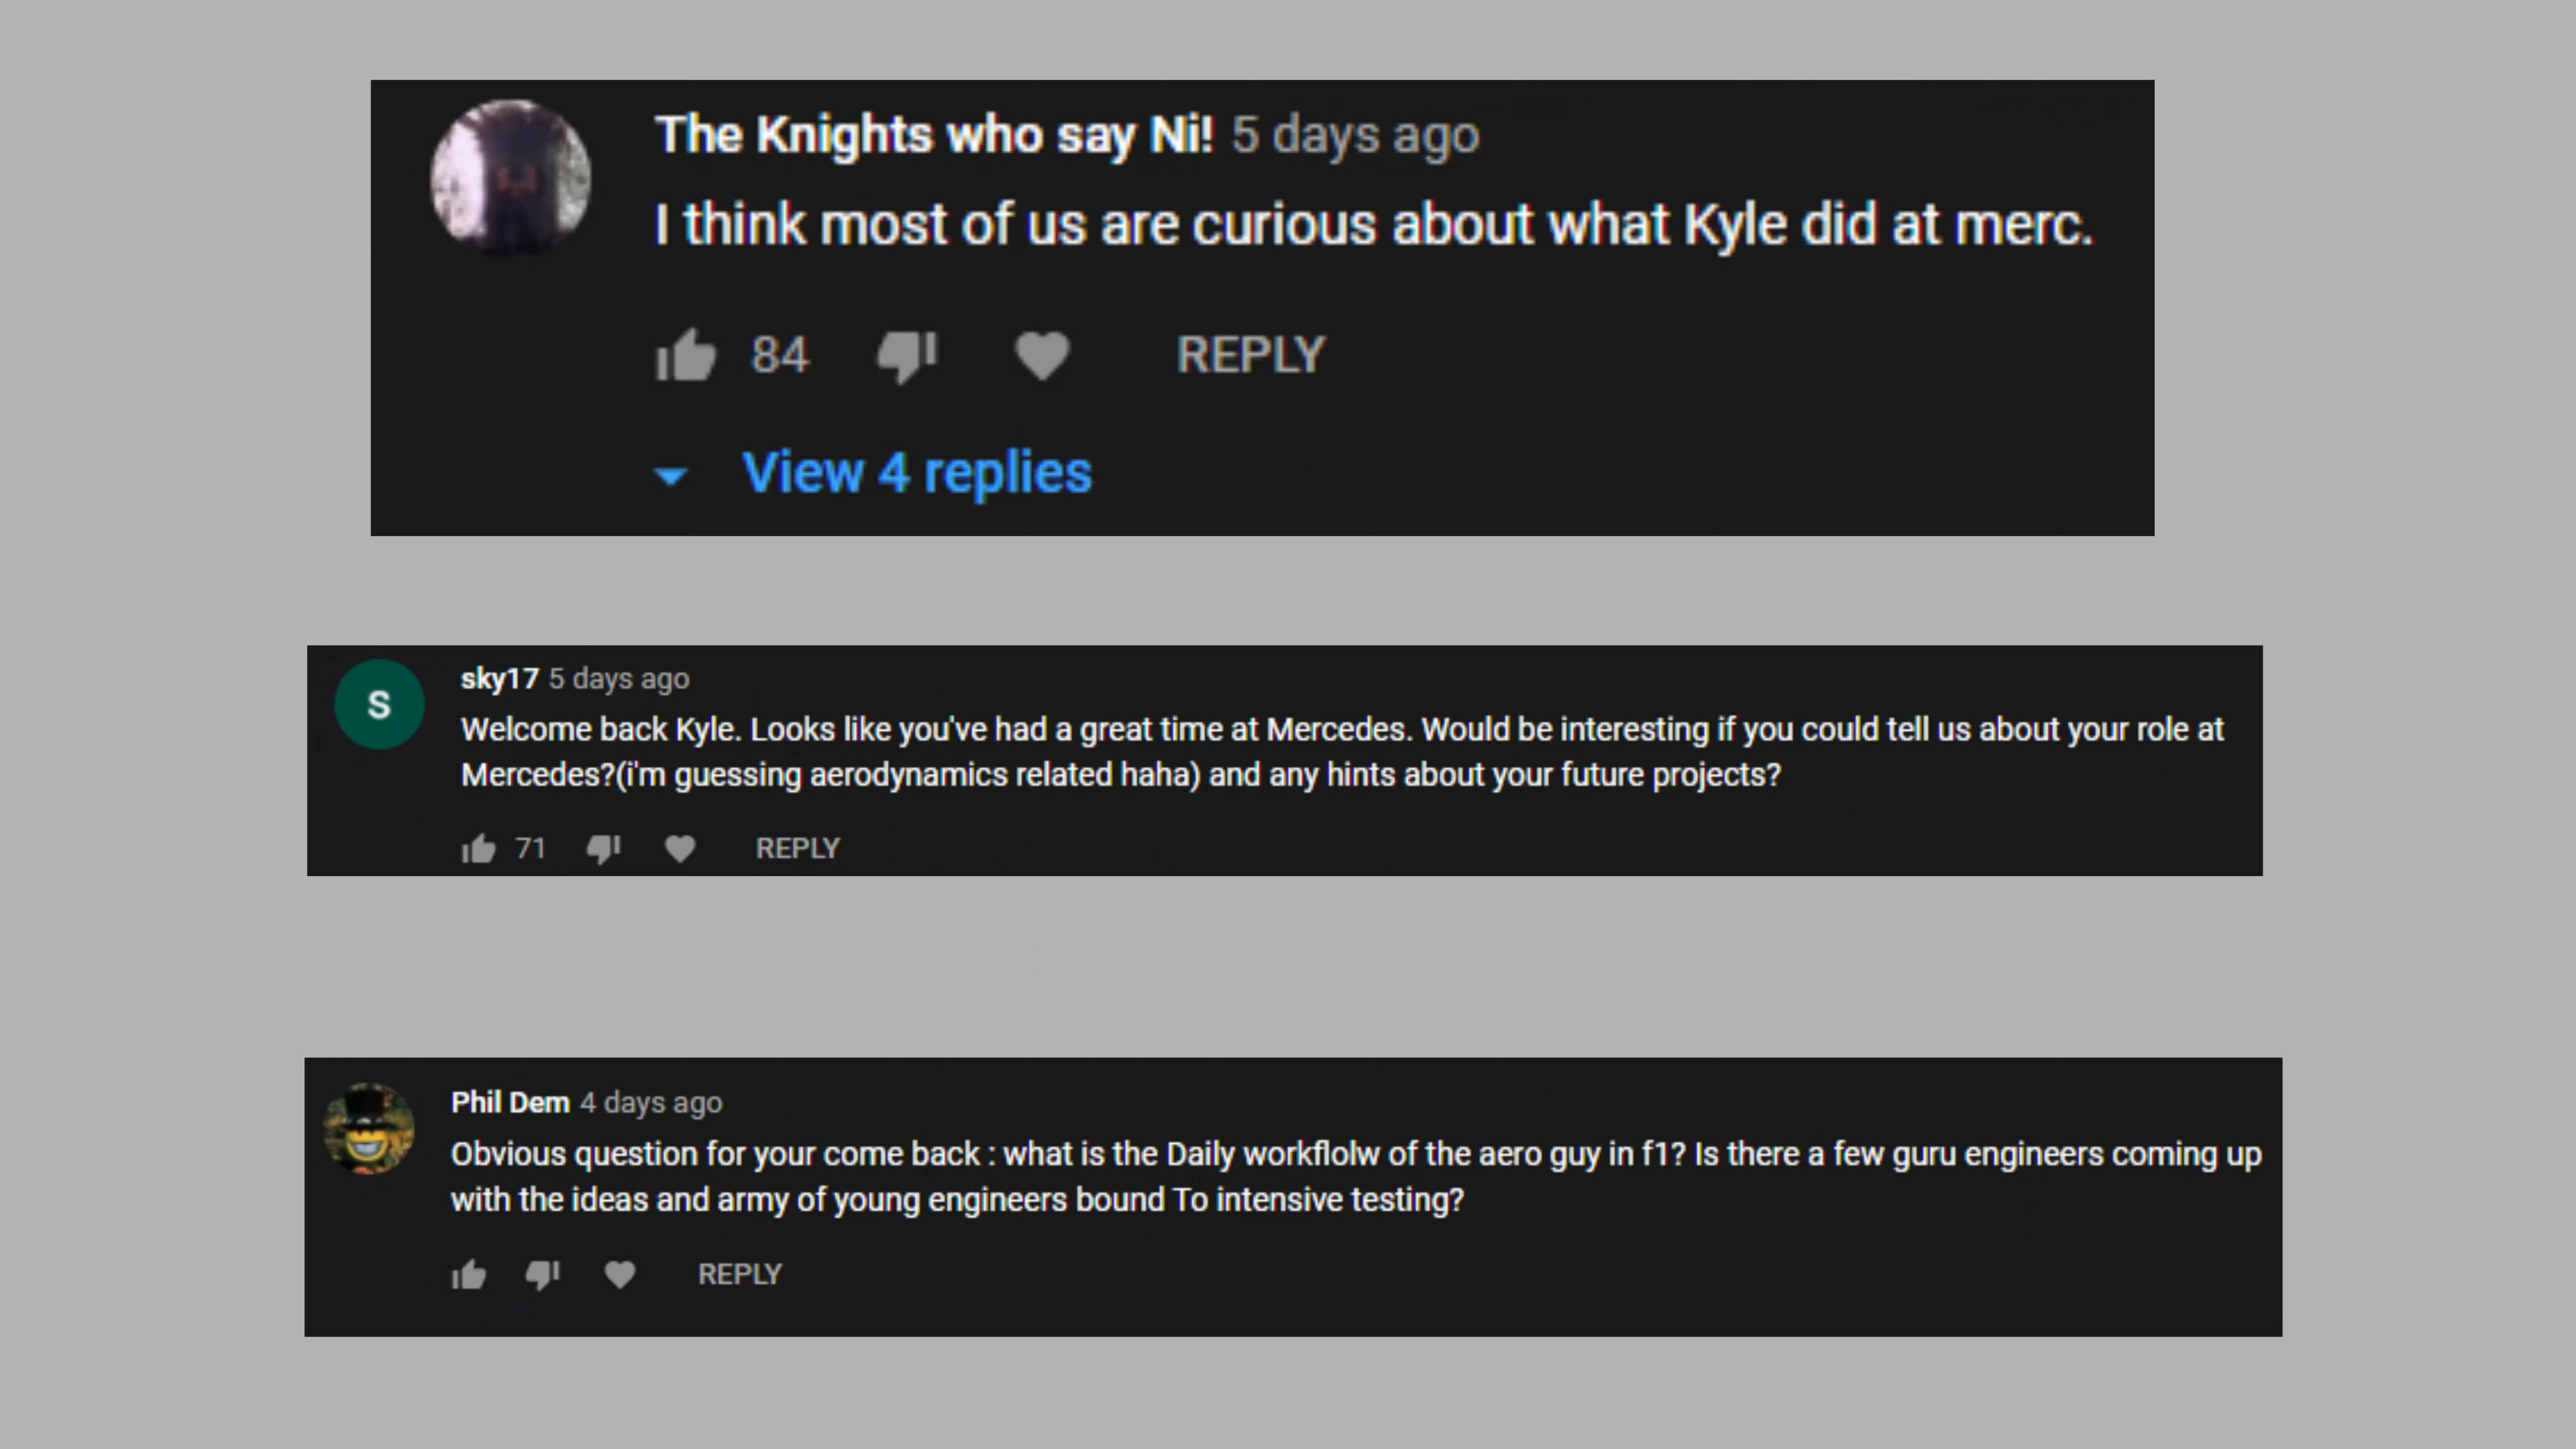 The Knights who say Ni! 5 days ago
I think most of us are curious about what Kyle did at merc.
84 REPLY
View 4 replies
S
sky17 5 days ago
Welcome back Kyle. Looks like you've had a great time at Mercedes. Would be interesting if you could tell us about your role at
Mercedes?(i'm guessing aerodynamics related haha) and any hints about your future projects?
71 REPLY
Phil Dem 4 days ago
Obvious question for your come back : what is the Daily workflolw of the aero guy in f1? Is there a few guru engineers coming up
with the ideas and army of young engineers bound To intensive testing?
REPLY